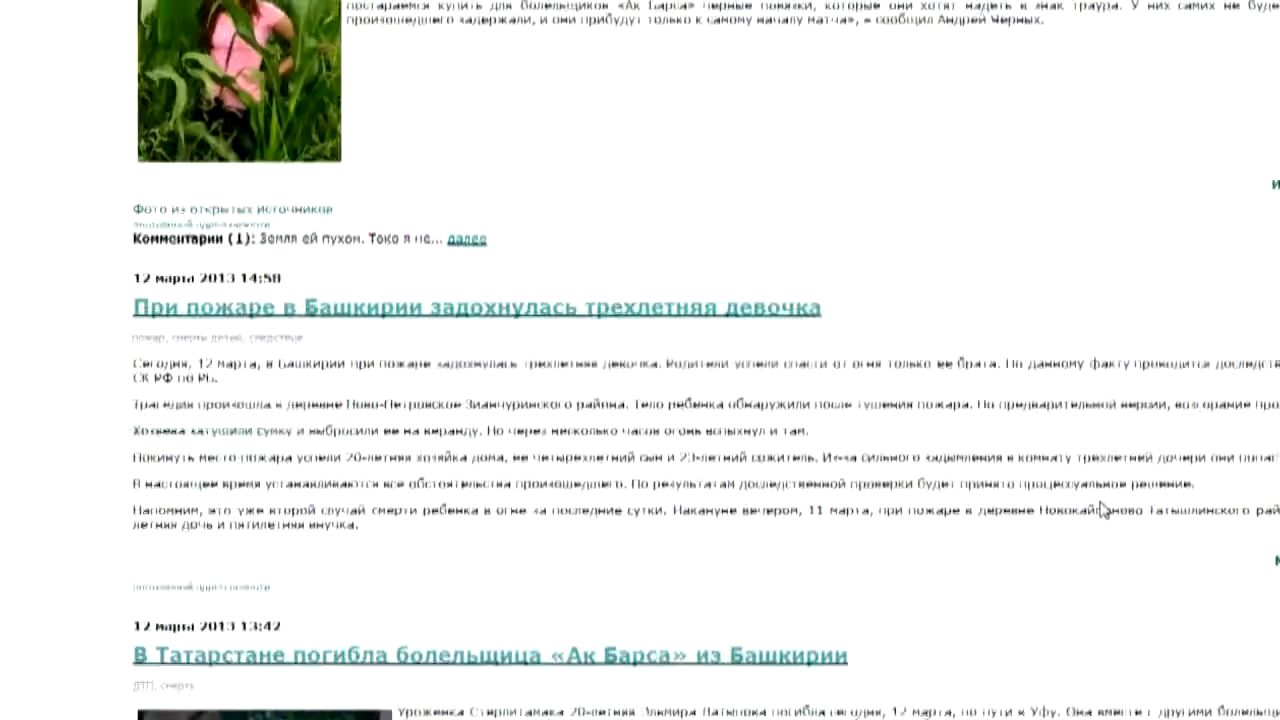 постараемся купить для болельщиков «Ак Барса» черные повязки, которые они хотят надеть в знак траура. У них самих не буде
произошедшего задержали, и они прибудут только к самому началу матча», – сообщил Андрей Черных.
И
Фото из открытых источников
постоянный адрес новости
Комментарии (1): Земля ей пухом. Токо я не... далее
12 марта 2013 14:58
При пожаре в Башкирии задохнулась трехлетняя девочка
пожар, смерть детей, следствие
Сегодня, 12 марта, в Башкирии при пожаре задохнулась трехлетняя девочка. Родители успели спасти от огня только ее брата. По данному факту проводится доследств
СК РФ по РБ.
Трагедия произошла в деревне Ново-Петровское Зианчуринского района. Тело ребенка обнаружили после тушения пожара. По предварительной версии, возгорание про
Хозяева затушили сумку и выбросили ее на веранду. Но через несколько часов огонь вспыхнул и там.
Покинуть место пожара успели 20-летняя хозяйка дома, ее четырехлетний сын и 23-летний сожитель. Из-за сильного задымления в комнату трехлетней дочери они попас
В настоящее время устанавливаются все обстоятельства произошедшего. По результатам доследственной проверки будет принято процессуальное решение.
Напомним, это уже второй случай смерти ребенка в огне за последние сутки. Накануне вечером, 11 марта, при пожаре в деревне Татышлинского рай
летняя дочь и пятилетняя внучка.
постоянный адрес новости
12 марта 2013 13:42
В Татарстане погибла болельщица «Ак Барса» из Башкирии
ДТП, смерть
Уроженка Стерлитамака 20-летняя Эльмира Латыпова погибла сегодня, 12 марта, по пути в Уфу. Она вместе с другими болельщи